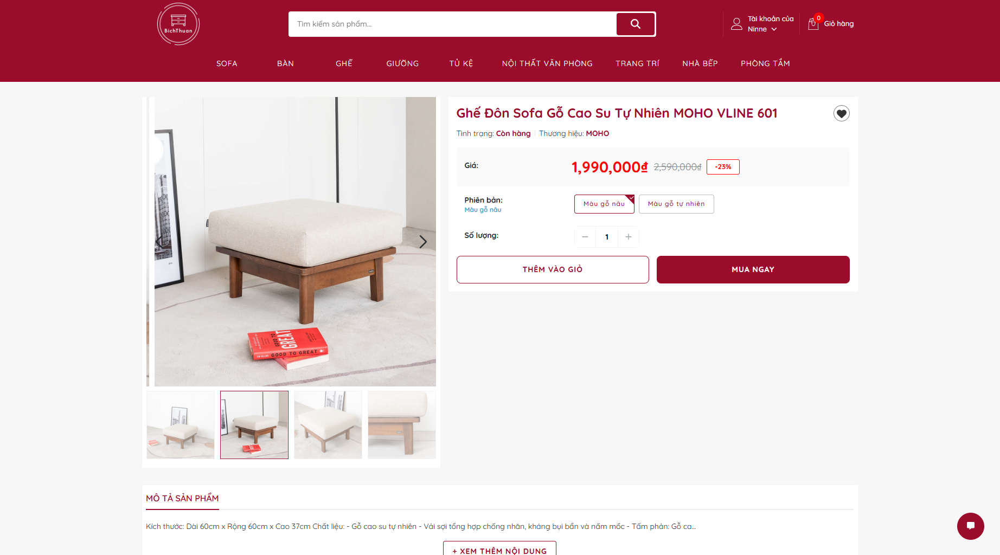 BichThuan
Tìm kiếm sản phẩm...
Tài khoản của
Ninne
0
Giỏ hàng
SOFA
BÀN
GHẾ
GIƯỜNG
TỦ KỆ
NỘI THẤT VĂN PHÒNG
TRANG TRÍ
NHÀ BẾP
PHÒNG TẮM
Ghế Đôn Sofa Gỗ Cao Su Tự Nhiên MOHO VLINE 601
Tình trạng: Còn hàng
Thương hiệu: MOHO
Giá:
1,990,000₫ 2,590,000₫ -23%
Phiên bản:
Màu gỗ nâu
Màu gỗ nâu
Màu gỗ tự nhiên
Số lượng:
1
THÊM VÀO GIỎ
MUA NGAY
GOOD TO
GREAT
GOOD TO GREAT
MÔ TẢ SẢN PHẨM
Kích thước: Dài 60cm x Rộng 60cm x Cao 37cm Chất liệu: - Gỗ cao su tự nhiên - Vải sợi tổng hợp chống nhăn, kháng bụi bẩn và nấm mốc - Tấm phản: Gỗ ca...
+ XEM THÊM NỘI DUNG